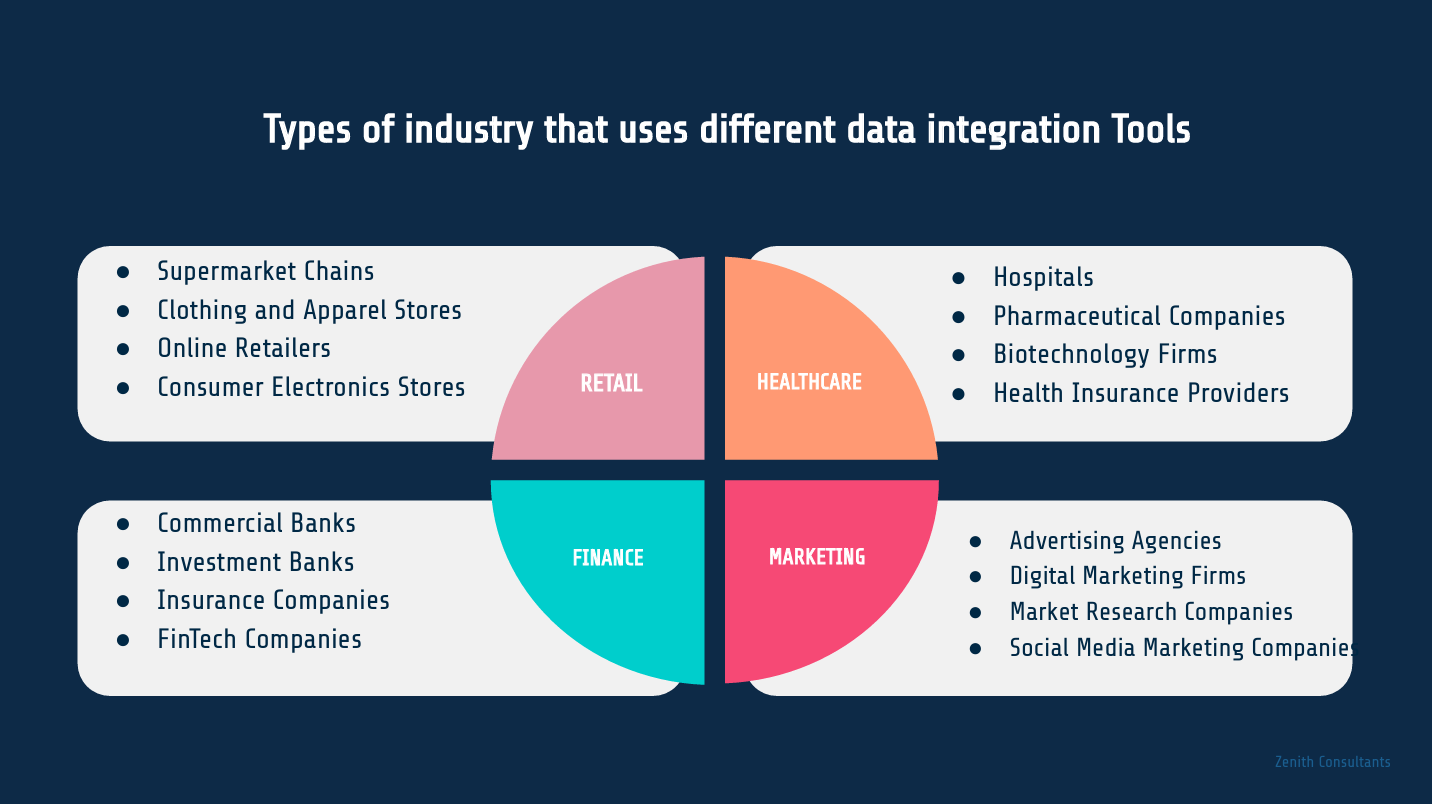 Types of industry that uses different data integration Tools
● Supermarket Chains
● Clothing and Apparel Stores
● Online Retailers
● Consumer Electronics Stores
RETAIL
HEALTHCARE
● Hospitals
● Pharmaceutical Companies
● Biotechnology Firms
● Health Insurance Providers
● Commercial Banks
● Investment Banks
● Insurance Companies
● FinTech Companies
FINANCE
MARKETING
● Advertising Agencies
● Digital Marketing Firms
● Market Research Companies
● Social Media Marketing Companies
Zenith Consultants